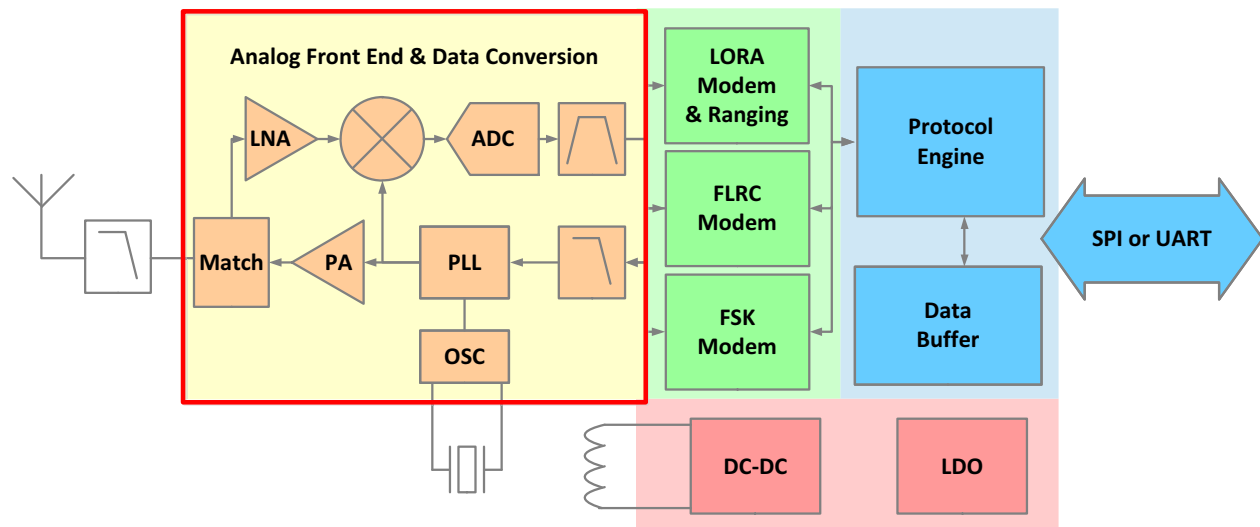 Analog Front End & Data Conversion
LNA
ADC
Match
PA
PLL
OSC
LORA
Modem
& Ranging
FLRC
Modem
FSK
Modem
Protocol
Engine
Data
Buffer
SPI or UART
DC-DC
LDO